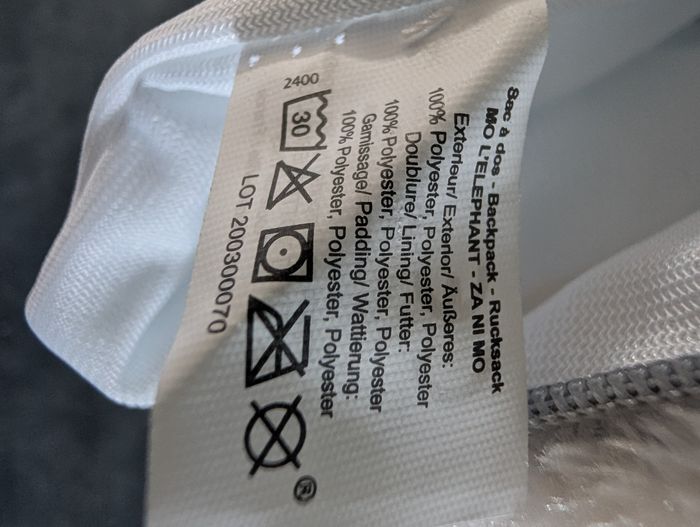 Sac à dos - Backpack - Rucksack
MO L'ELEPHANT - ZA NI MO
Exterieur/ Exterior/ Äußeres:
100% Polyester, Polyester, Polyester
Doublure/ Lining/ Futter:
100% Polyester, Polyester, Polyester
Garnissage/ Padding/ Wattierung:
100% Polyester, Polyester, Polyester
2400
30
®
LOT 200300070